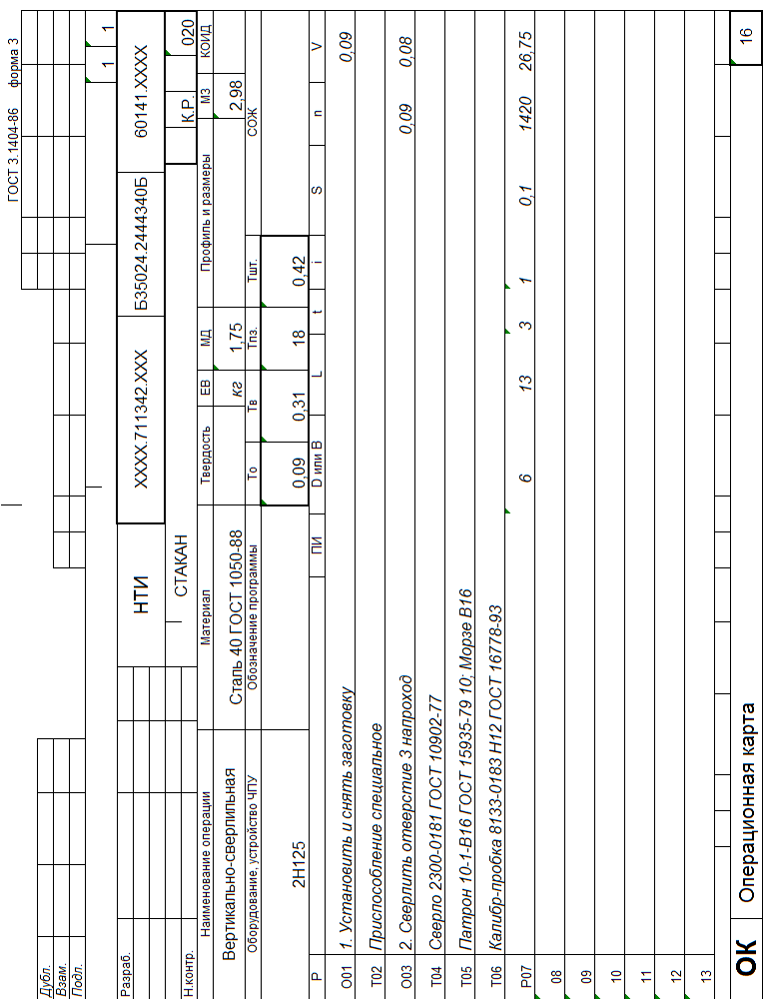 ГОСТ 3.1404-86 форма 3
Дубл.
Взам.
Подл.
1 1
Разраб. НТИ ХХХХ.711342.ХХХ Б35024.2444340Б 60141.ХХХХ
Н.контр. СТАКАН К.Р. 020
Наименование операции Материал Твердость ЕВ МД Профиль и размеры МЗ КОИД
Вертикально-сверлильная Сталь 40 ГОСТ 1050-88 кг 1,75 2,98
Оборудование, устройство ЧПУ Обозначение программы То Тв Тпз. Тшт. СОЖ
2Н125 0,09 0,31 18 0,42
Р ПИ D или В L t i S n V
О01 1. Установить и снять заготовку 0,09
Т02 Приспособление специальное
О03 2. Сверлить отверстие 3 напроход 0,09 0,08
Т04 Сверло 2300-0181 ГОСТ 10902-77
Т05 Патрон 10-1-В16 ГОСТ 15935-79 10; Морзе В16
Т06 Калибр-пробка 8133-0183 Н12 ГОСТ 16778-93
Р07 6 13 3 1 0,1 1420 26,75
08
09
10
11
12
13
ОК Операционная карта 16